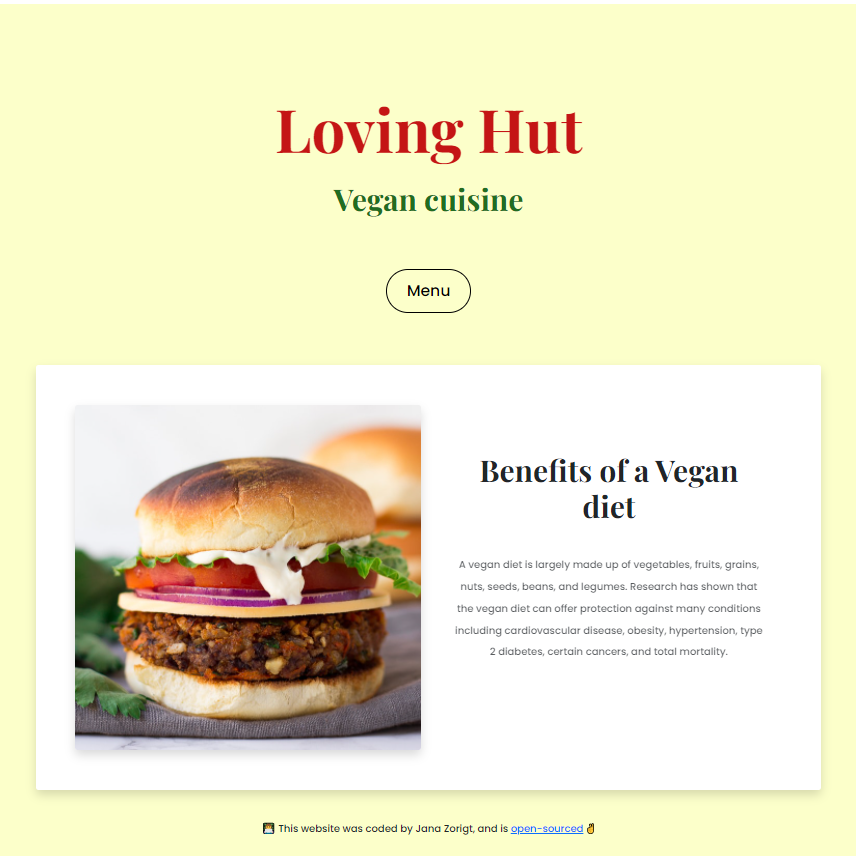 Loving Hut
Vegan cuisine
Menu
Benefits of a Vegan
diet
A vegan diet is largely made up of vegetables, fruits, grains,
nuts, seeds, beans, and legumes. Research has shown that
the vegan diet can offer protection against many conditions
including cardiovascular disease, obesity, hypertension, type
2 diabetes, certain cancers, and total mortality.
This website was coded by Jana Zorigt, and is open-sourced